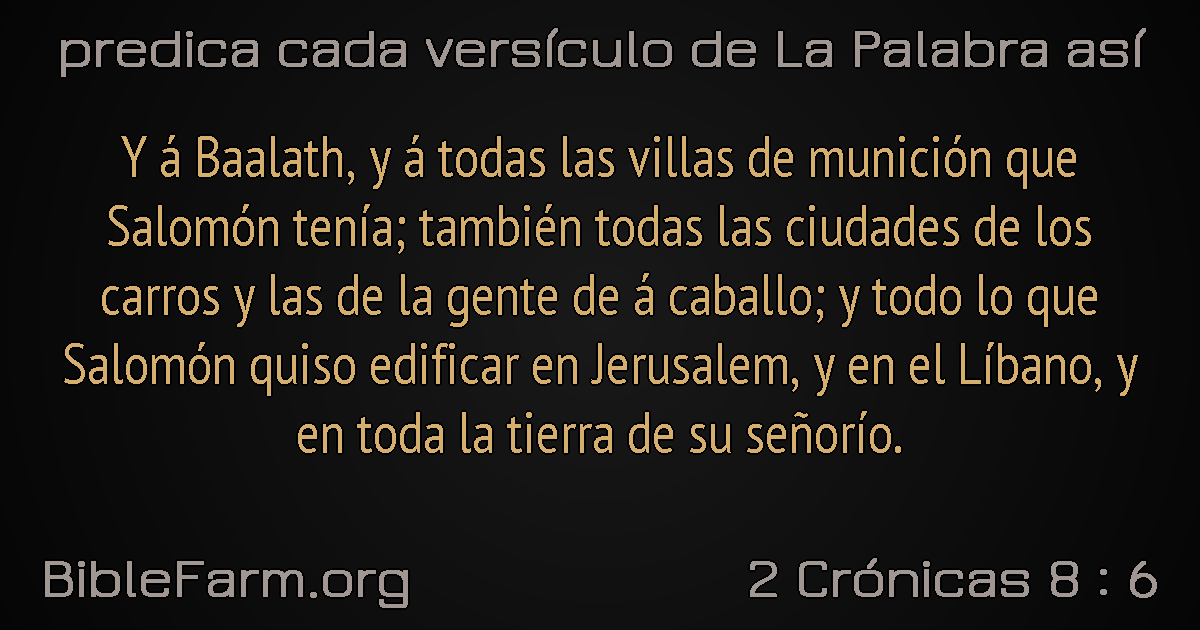 predica cada versículo de La Palabra así
Y á Baalath, y á todas las villas de munición que
Salomón tenía; también todas las ciudades de los
carros y las de la gente de á caballo; y todo lo que
Salomón quiso edificar en Jerusalem, y en el Líbano, y
en toda la tierra de su señorío.
BibleFarm.org
2 Crónicas 8 : 6